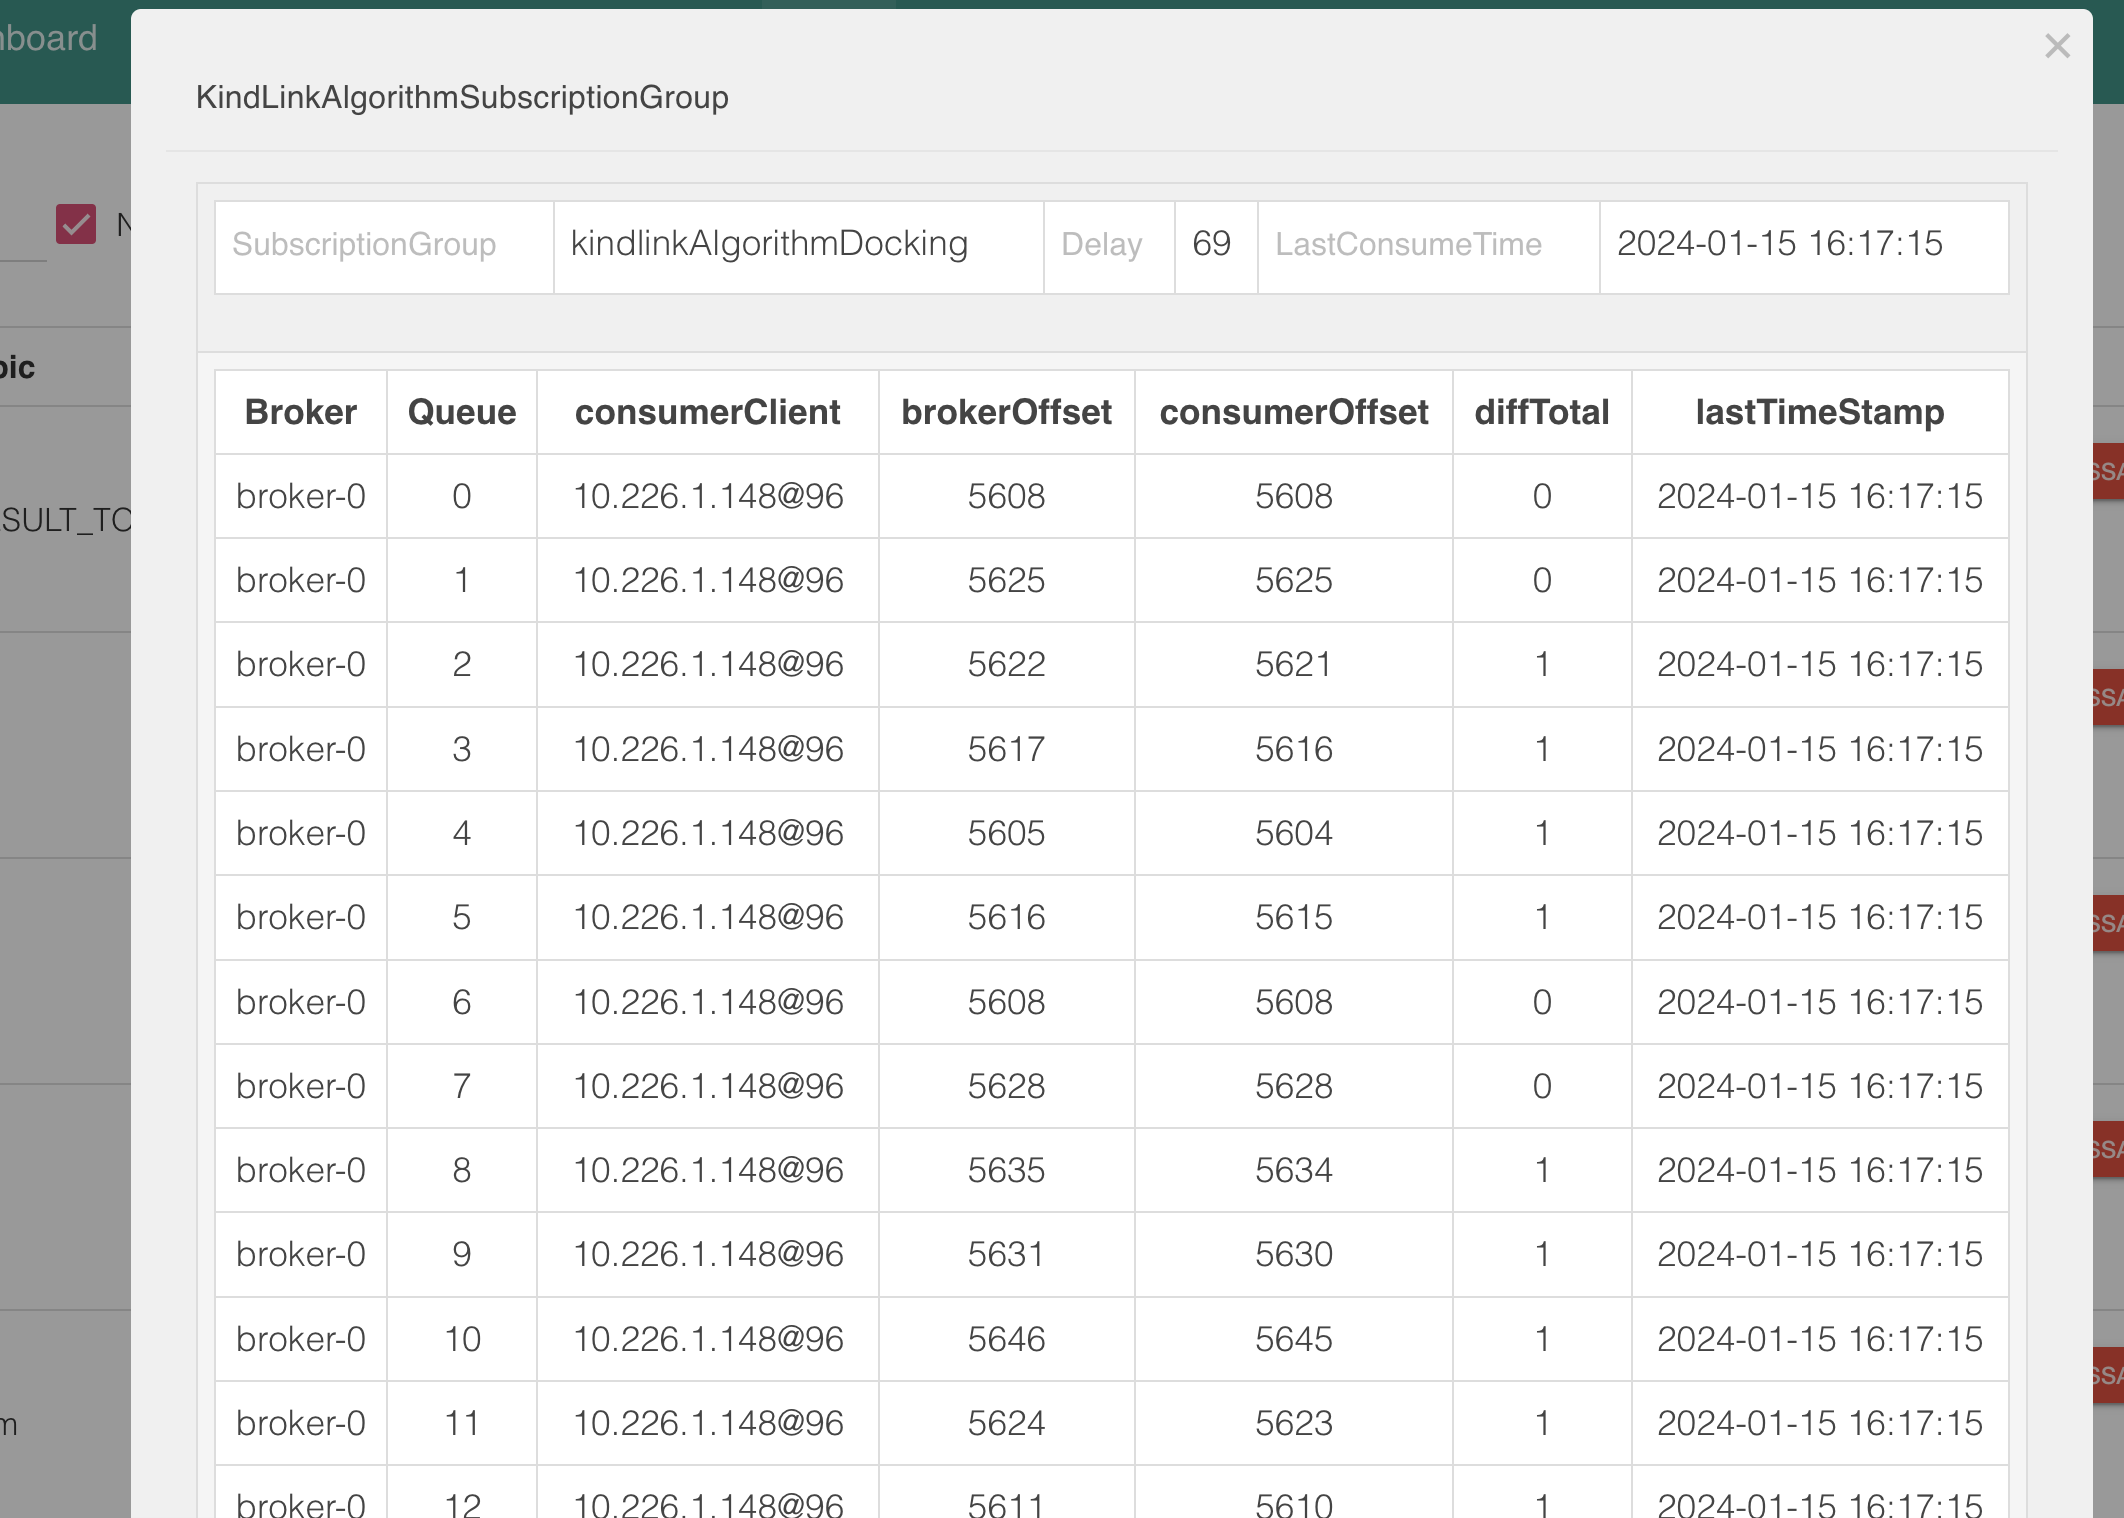 board
KindLinkAlgorithmSubscriptionGroup
SubscriptionGroup kindlinkAlgorithmDocking Delay 69 LastConsumeTime 2024-01-15 16:17:15
Broker Queue consumerClient brokerOffset consumerOffset diffTotal lastTimeStamp
broker-0 0 10.226.1.148@96 5608 5608 0 2024-01-15 16:17:15
broker-0 1 10.226.1.148@96 5625 5625 0 2024-01-15 16:17:15
broker-0 2 10.226.1.148@96 5622 5621 1 2024-01-15 16:17:15
broker-0 3 10.226.1.148@96 5617 5616 1 2024-01-15 16:17:15
broker-0 4 10.226.1.148@96 5605 5604 1 2024-01-15 16:17:15
broker-0 5 10.226.1.148@96 5616 5615 1 2024-01-15 16:17:15
broker-0 6 10.226.1.148@96 5608 5608 0 2024-01-15 16:17:15
broker-0 7 10.226.1.148@96 5628 5628 0 2024-01-15 16:17:15
broker-0 8 10.226.1.148@96 5635 5634 1 2024-01-15 16:17:15
broker-0 9 10.226.1.148@96 5631 5630 1 2024-01-15 16:17:15
broker-0 10 10.226.1.148@96 5646 5645 1 2024-01-15 16:17:15
broker-0 11 10.226.1.148@96 5624 5623 1 2024-01-15 16:17:15
broker-0 12 10.226.1.148@96 5611 5610 1 2024-01-15 16:17:15